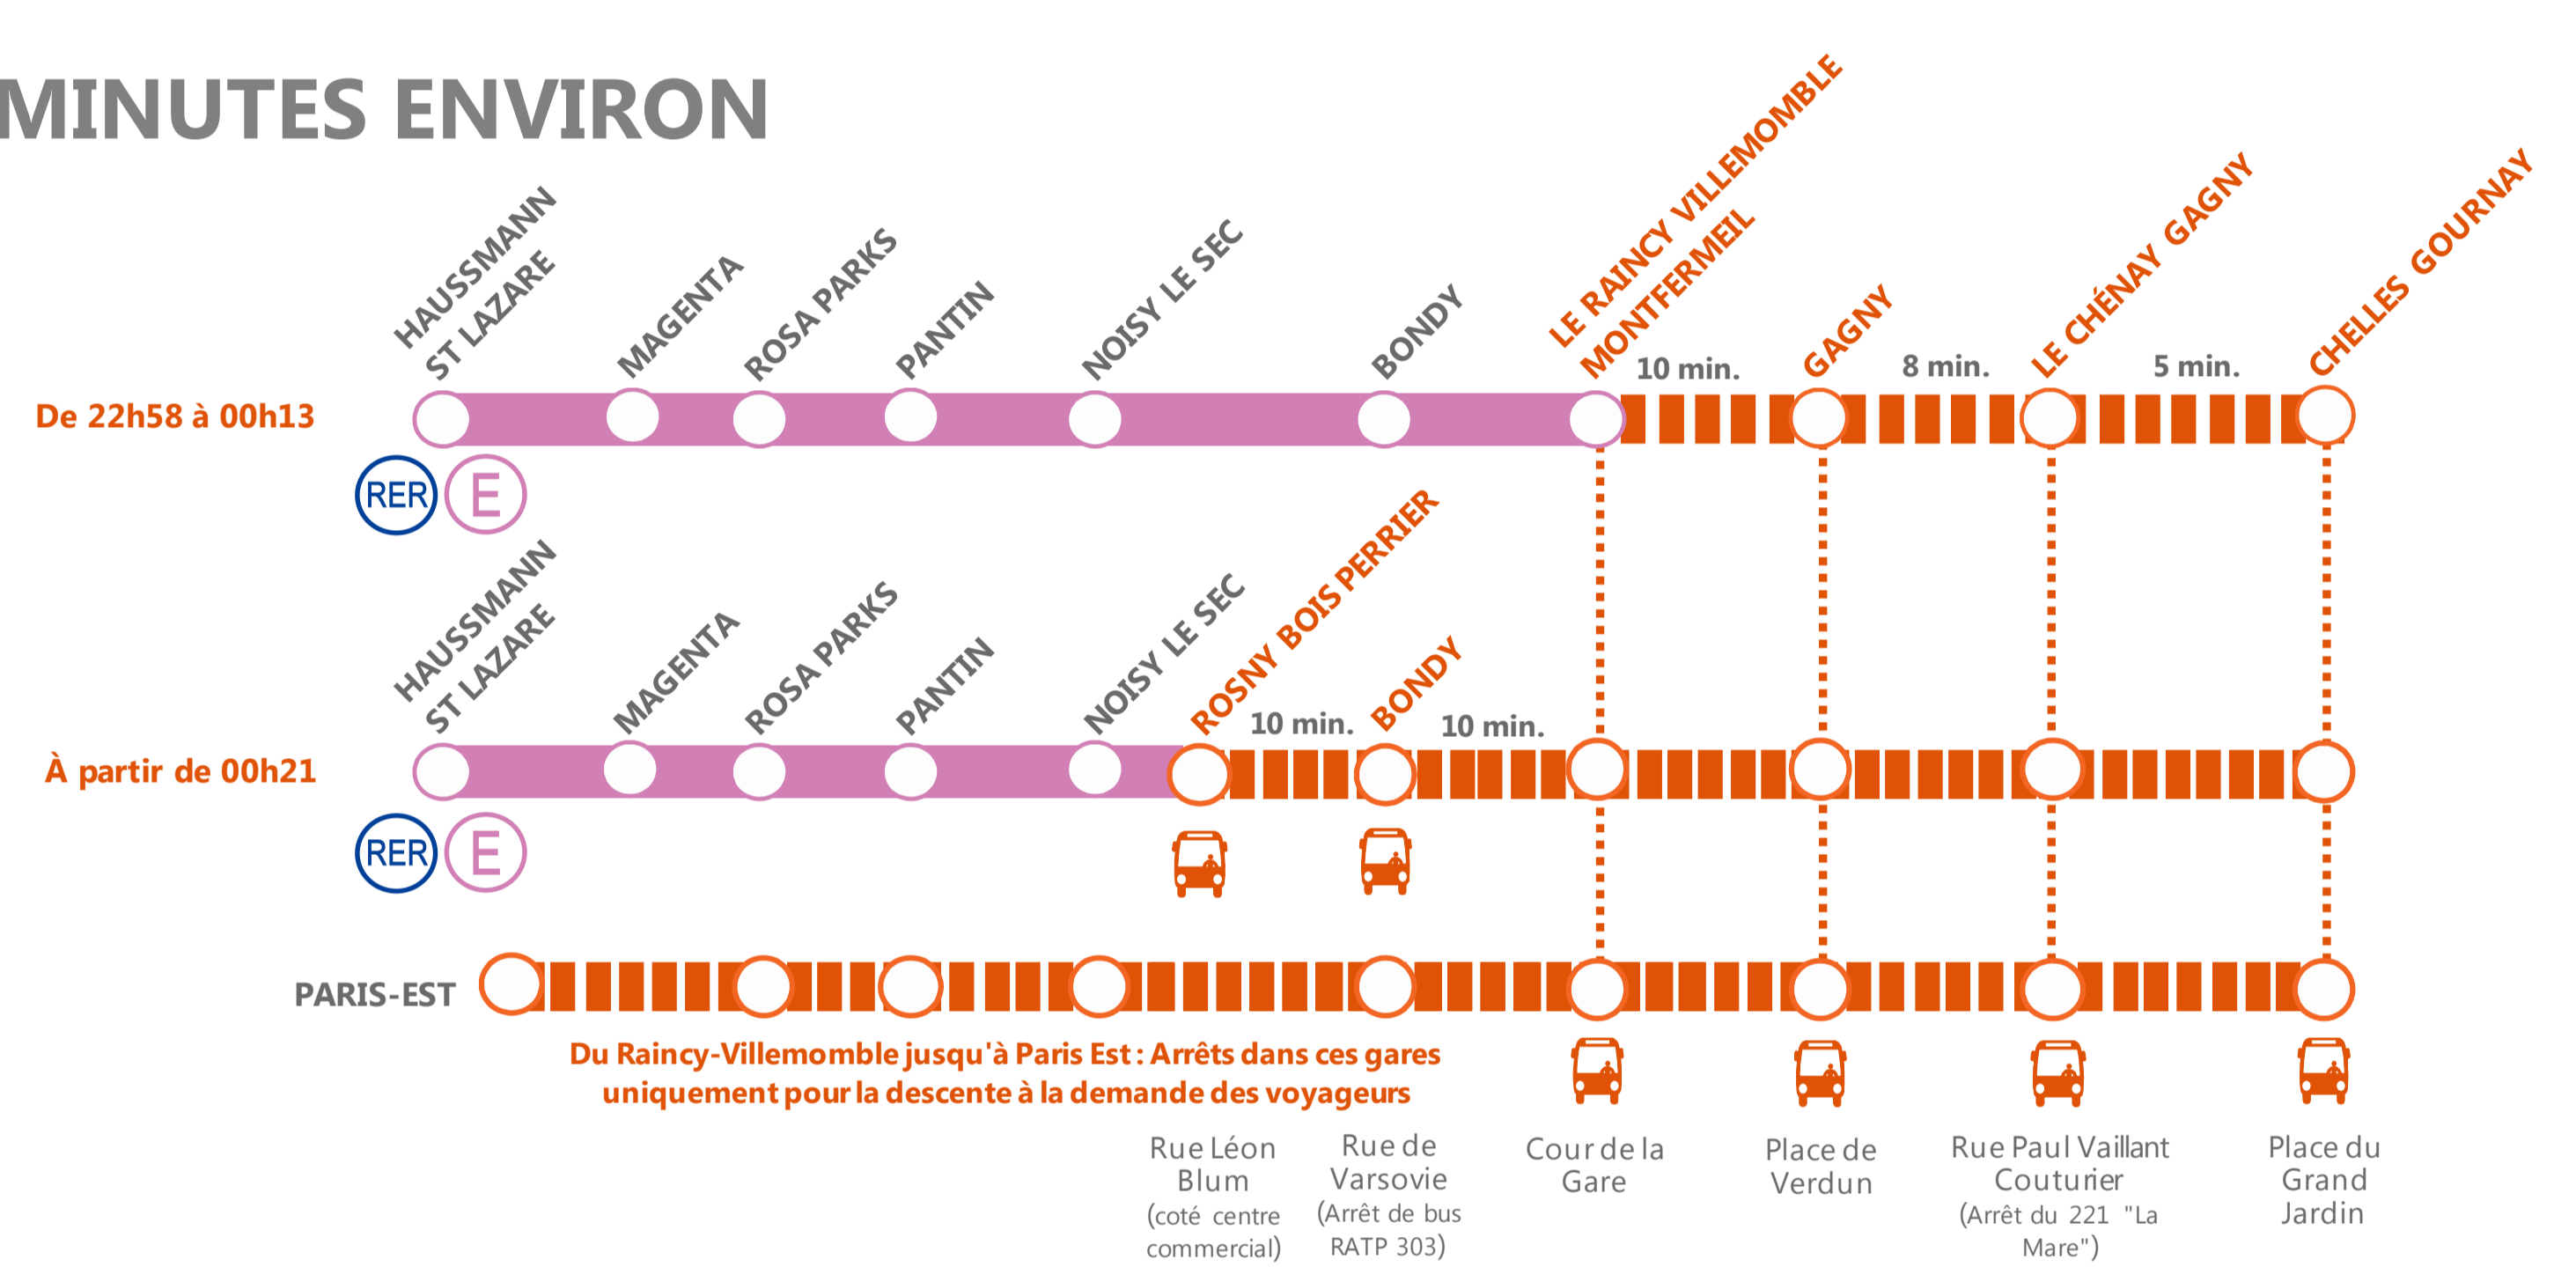 MINUTES ENVIRON
HAUSSMANN
ST LAZARE
MAGENTA
ROSA PARKS
PANTIN
NOISY LE SEC
BONDY
LE RAINCY VILLEMOMBLE
MONTFERMEIL
GAGNY
LE CHÉNAY GAGNY
CHELLES GOURNAY
10 min.
8 min.
5 min.
De 22h58 à 00h13
RER E
HAUSSMANN
ST LAZARE
MAGENTA
ROSA PARKS
PANTIN
NOISY LE SEC
ROSNY BOIS PERRIER
BONDY
10 min.
10 min.
À partir de 00h21
RER E
PARIS-EST
Du Raincy-Villemomble jusqu'à Paris Est : Arrêts dans ces gares
uniquement pour la descente à la demande des voyageurs
Rue Léon
Blum
(coté centre
commercial)
Rue de
Varsovie
(Arrêt de bus
RATP 303)
Cour de la
Gare
Place de
Verdun
Rue Paul Vaillant
Couturier
(Arrêt du 221 "La
Mare")
Place du
Grand
Jardin